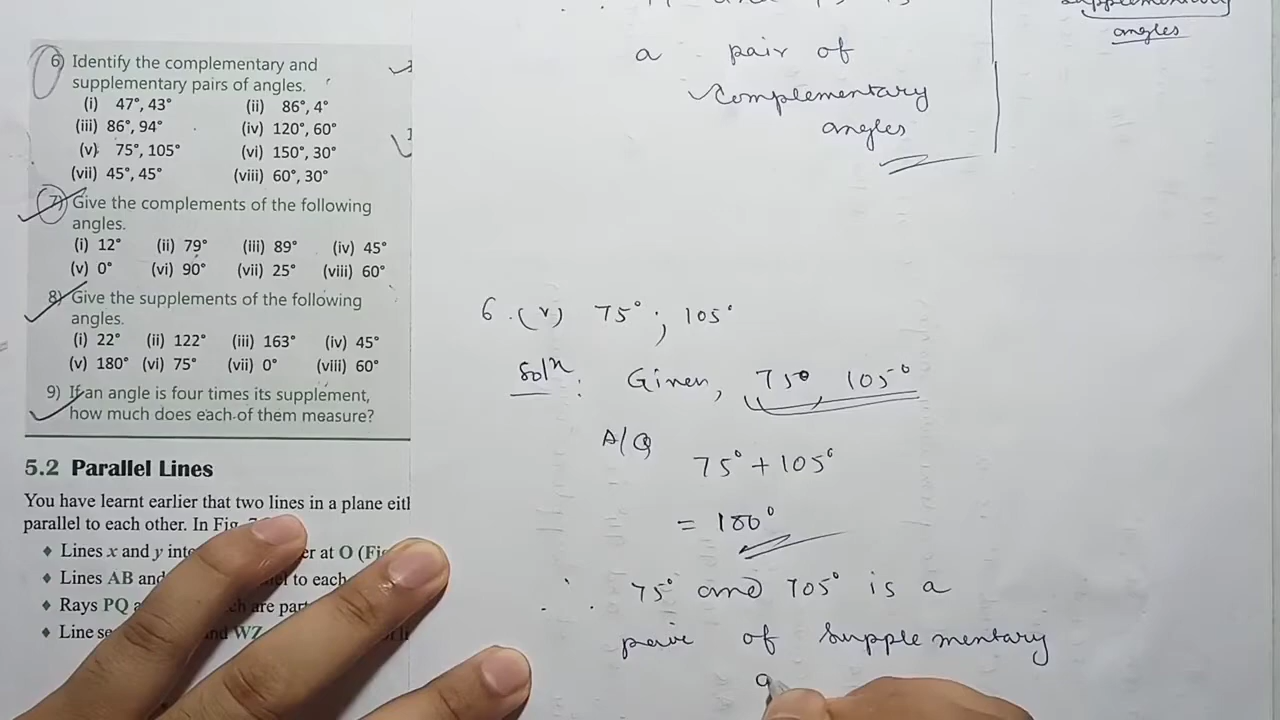 6) Identify the complementary and
supplementary pairs of angles.
(i) 47°, 43° (ii) 86°, 4°
(iii) 86°, 94° (iv) 120°, 60°
(v) 75°, 105° (vi) 150°, 30°
(vii) 45°, 45° (viii) 60°, 30°
7) Give the complements of the following
angles.
(i) 12° (ii) 79° (iii) 89° (iv) 45°
(v) 0° (vi) 90° (vii) 25° (viii) 60°
8) Give the supplements of the following
angles.
(i) 22° (ii) 122° (iii) 163° (iv) 45°
(v) 180° (vi) 75° (vii) 0° (viii) 60°
9) If an angle is four times its supplement,
how much does each of them measure?
5.2 Parallel Lines
You have learnt earlier that two lines in a plane
parallel to each other. In Fig.
♦ Lines x and y at O
♦ Lines AB and to each
♦ Rays PQ are
♦ Line WZ
a pair of
Complementary
angles
supplementary
angles
6. (v) 75° ; 105°
Soln : Given, 75° 105°
A/Q 75° + 105°
= 180°
∴ 75° and 105° is a
pair of Supplementary